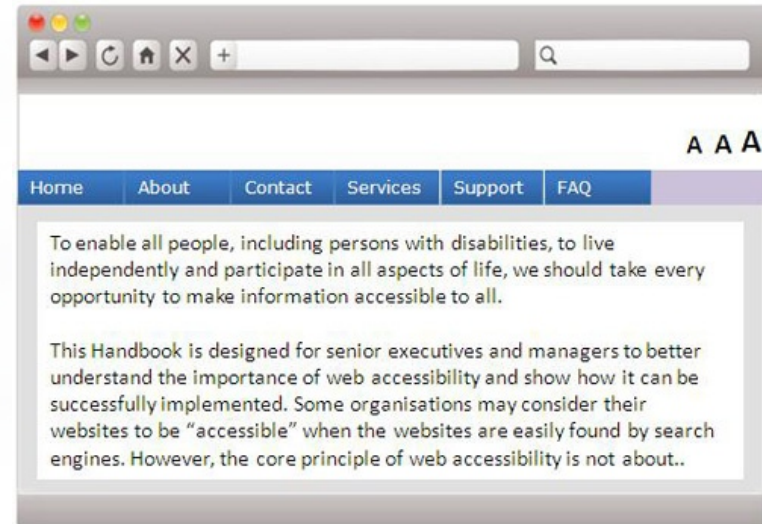 A A A
Home About Contact Services Support FAQ
To enable all people, including persons with disabilities, to live
independently and participate in all aspects of life, we should take every
opportunity to make information accessible to all.
This Handbook is designed for senior executives and managers to better
understand the importance of web accessibility and show how it can be
successfully implemented. Some organisations may consider their
websites to be “accessible” when the websites are easily found by search
engines. However, the core principle of web accessibility is not about..